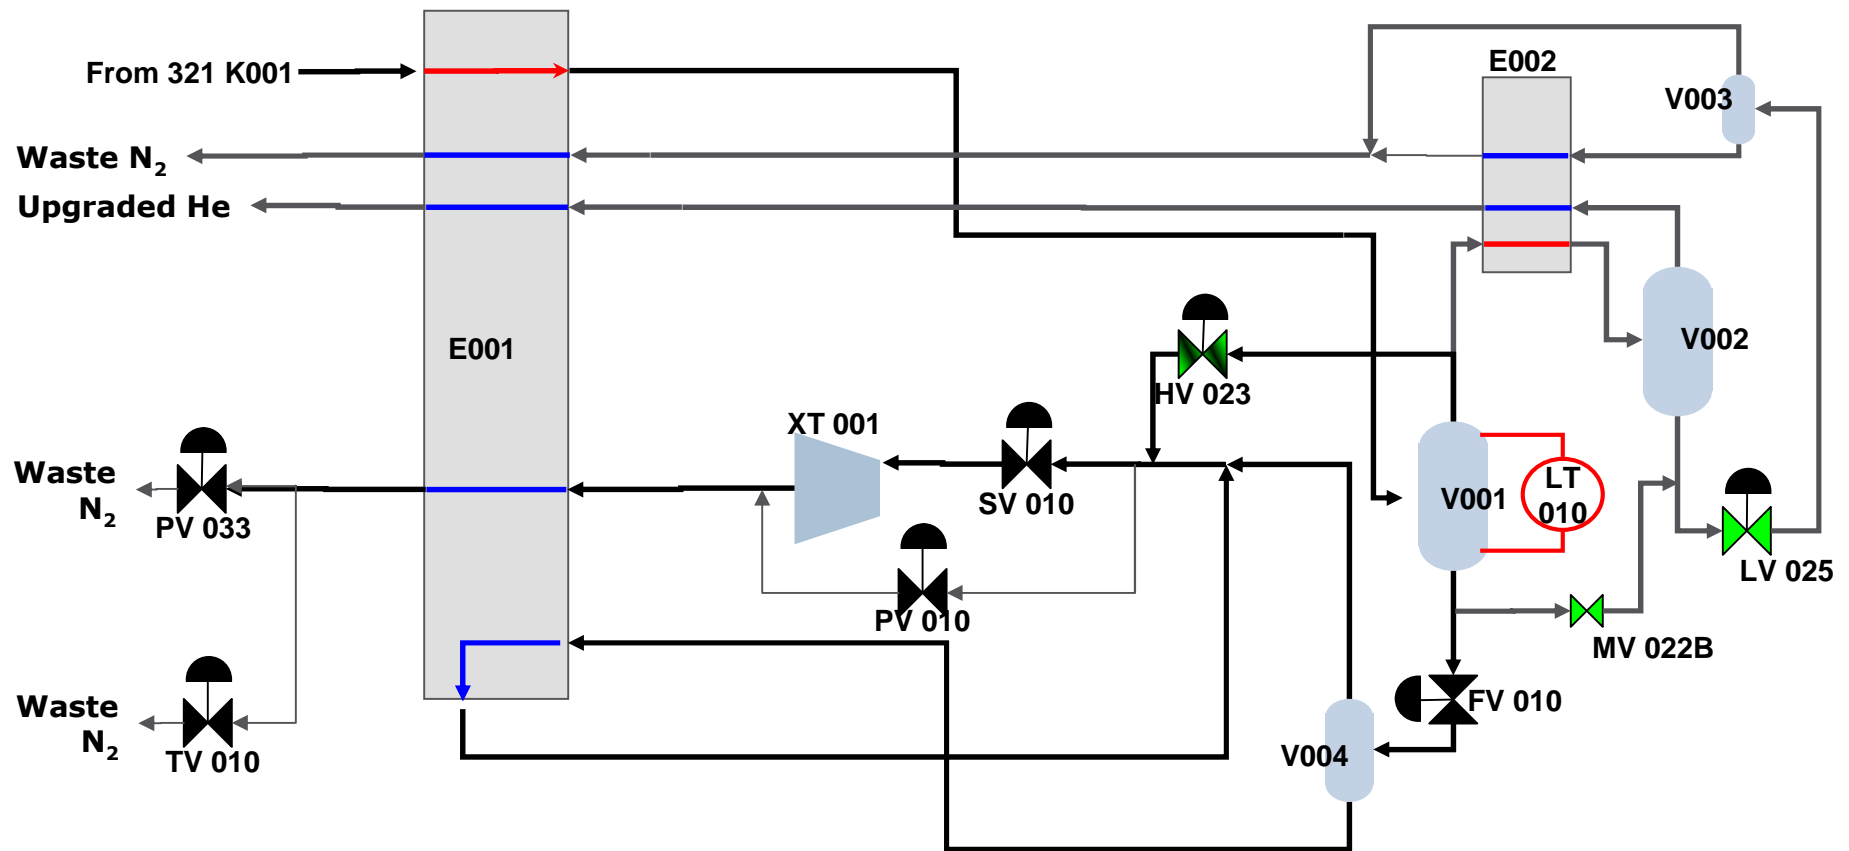 From 321 K001
E002
V003
Waste N2
Upgraded He
V002
E001
HV 023
XT 001
Waste
N2
PV 033
SV 010
V001
LT
010
LV 025
PV 010
MV 022B
Waste
N2
TV 010
V004
FV 010